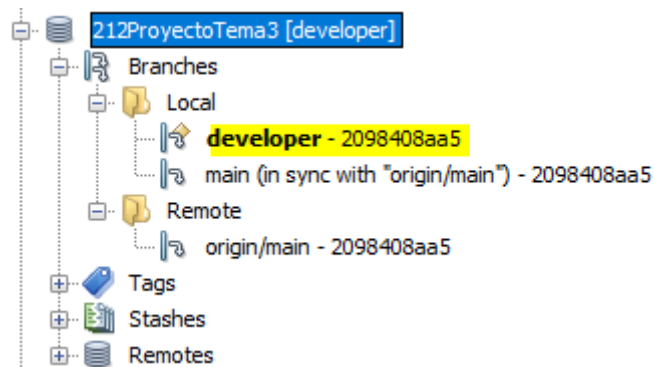 212ProyectoTema3 [developer]
Branches
Local
developer - 2098408aa5
main (in sync with "origin/main") - 2098408aa5
Remote
origin/main - 2098408aa5
Tags
Stashes
Remotes